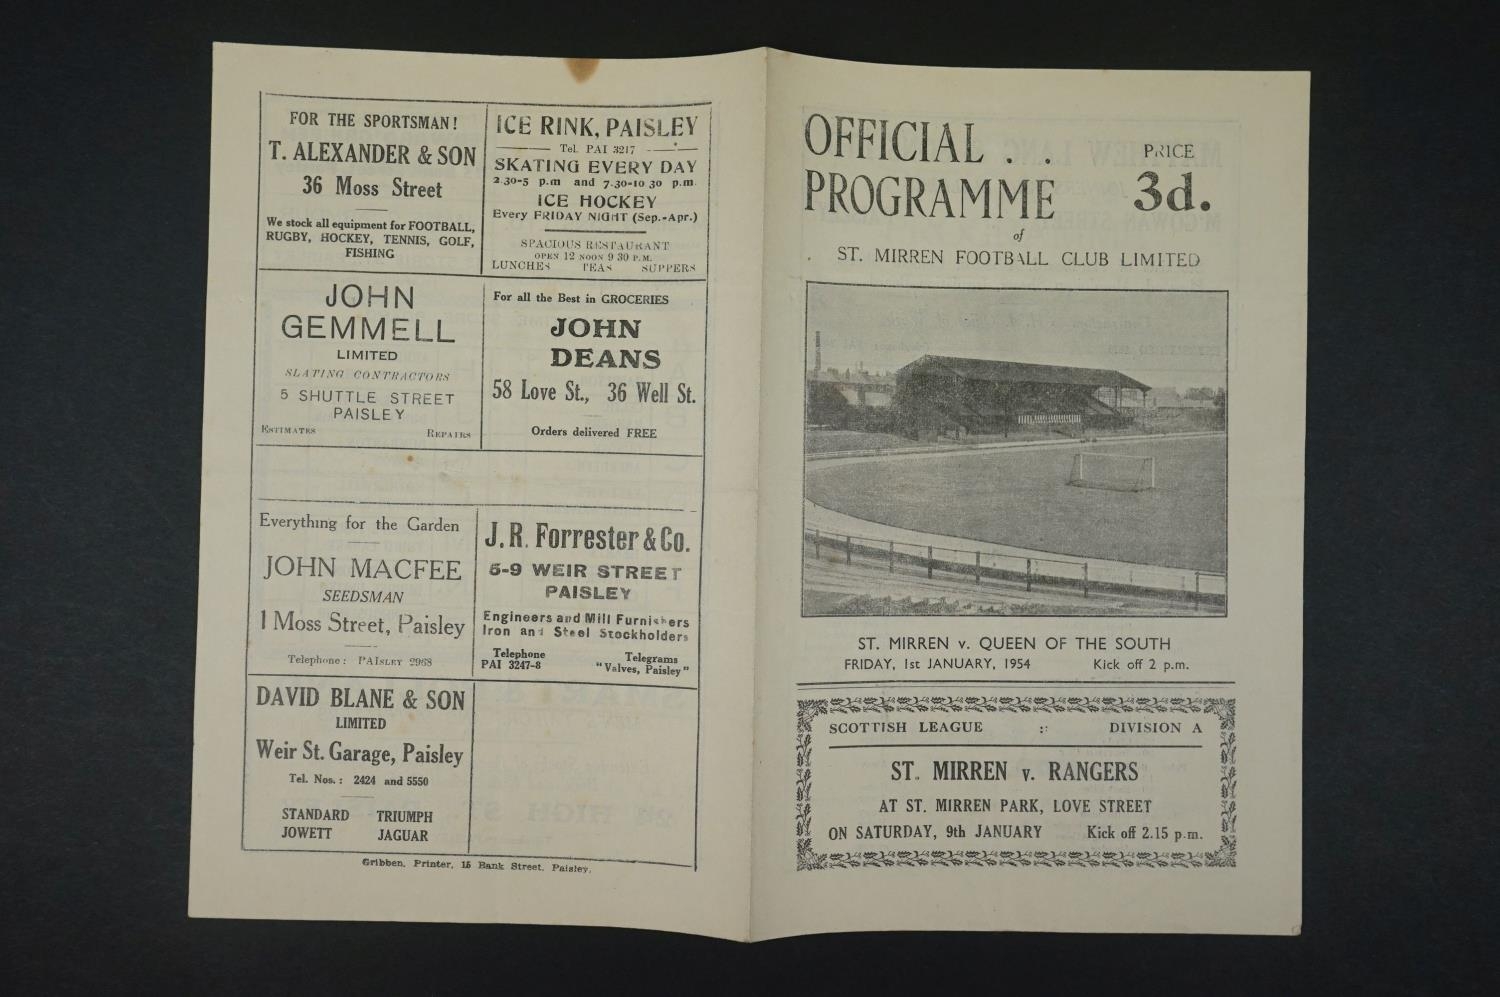 FOR THE SPORTSMAN!
T. ALEXANDER & SON
36 Moss Street
We stock all equipment for FOOTBALL,
RUGBY, HOCKEY, TENNIS, GOLF,
FISHING
ICE RINK, PAISLEY
Tel. PAI 3217
SKATING EVERY DAY
2.30-5 p.m and 7.30-10 30 p.m.
ICE HOCKEY
Every FRIDAY NIGHT (Sep.-Apr.)
SPACIOUS RESTAURANT
OPEN 12 NOON 9 30 P.M.
LUNCHES TEAS SUPPERS
JOHN
GEMMELL
LIMITED
SLATING CONTRACTORS
5 SHUTTLE STREET
PAISLEY
ESTIMATES REPAIRS
For all the Best in GROCERIES
JOHN
DEANS
58 Love St., 36 Well St.
Orders delivered FREE
Everything for the Garden
JOHN MACFEE
SEEDSMAN
1 Moss Street, Paisley
Telephone: PAISLEY 2968
J. R. Forrester & Co.
5-9 WEIR STREET
PAISLEY
Engineers and Mill Furnishers
Iron and Steel Stockholders
Telephone Telegrams
PAI 3247-8 "Valves, Paisley"
DAVID BLANE & SON
LIMITED
Weir St. Garage, Paisley
Tel. Nos.: 2424 and 5550
STANDARD TRIUMPH
JOWETT JAGUAR
Gribben, Printer, 15 Bank Street, Paisley.
OFFICIAL . .
PROGRAMME
PRICE
3d.
of
ST. MIRREN FOOTBALL CLUB LIMITED
ST. MIRREN v. QUEEN OF THE SOUTH
FRIDAY, 1st JANUARY, 1954 Kick off 2 p.m.
SCOTTISH LEAGUE :: DIVISION A
ST. MIRREN v. RANGERS
AT ST. MIRREN PARK, LOVE STREET
ON SATURDAY, 9th JANUARY Kick off 2.15 p.m.